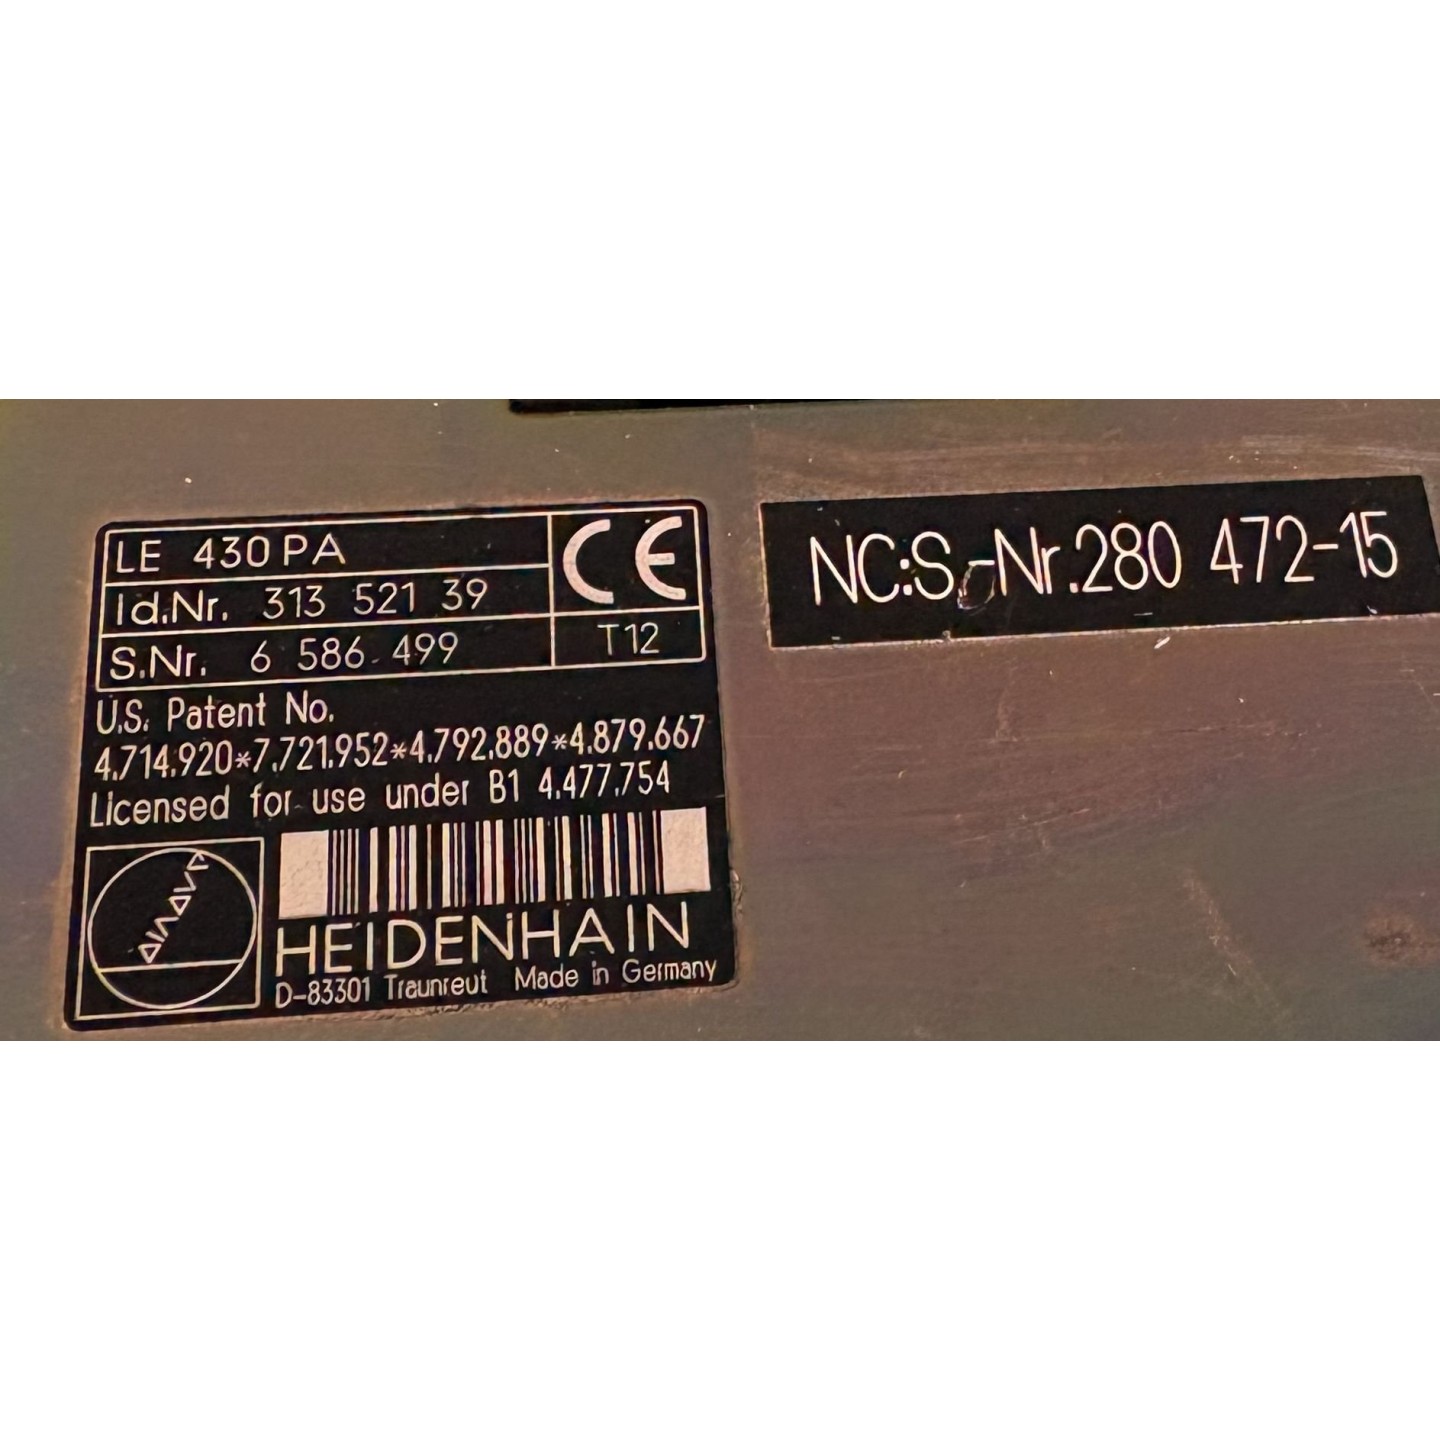 LE 430 PA
Id.Nr. 313 521 39
S.Nr. 6 586 499
CE
T12
U.S. Patent No.
4.714.920*7.721.952*4.792.889*4.879.667
Licensed for use under B1 4.477.754
HEIDENHAIN
D-83301 Traunreut Made in Germany
NC:S.-Nr.280 472-15